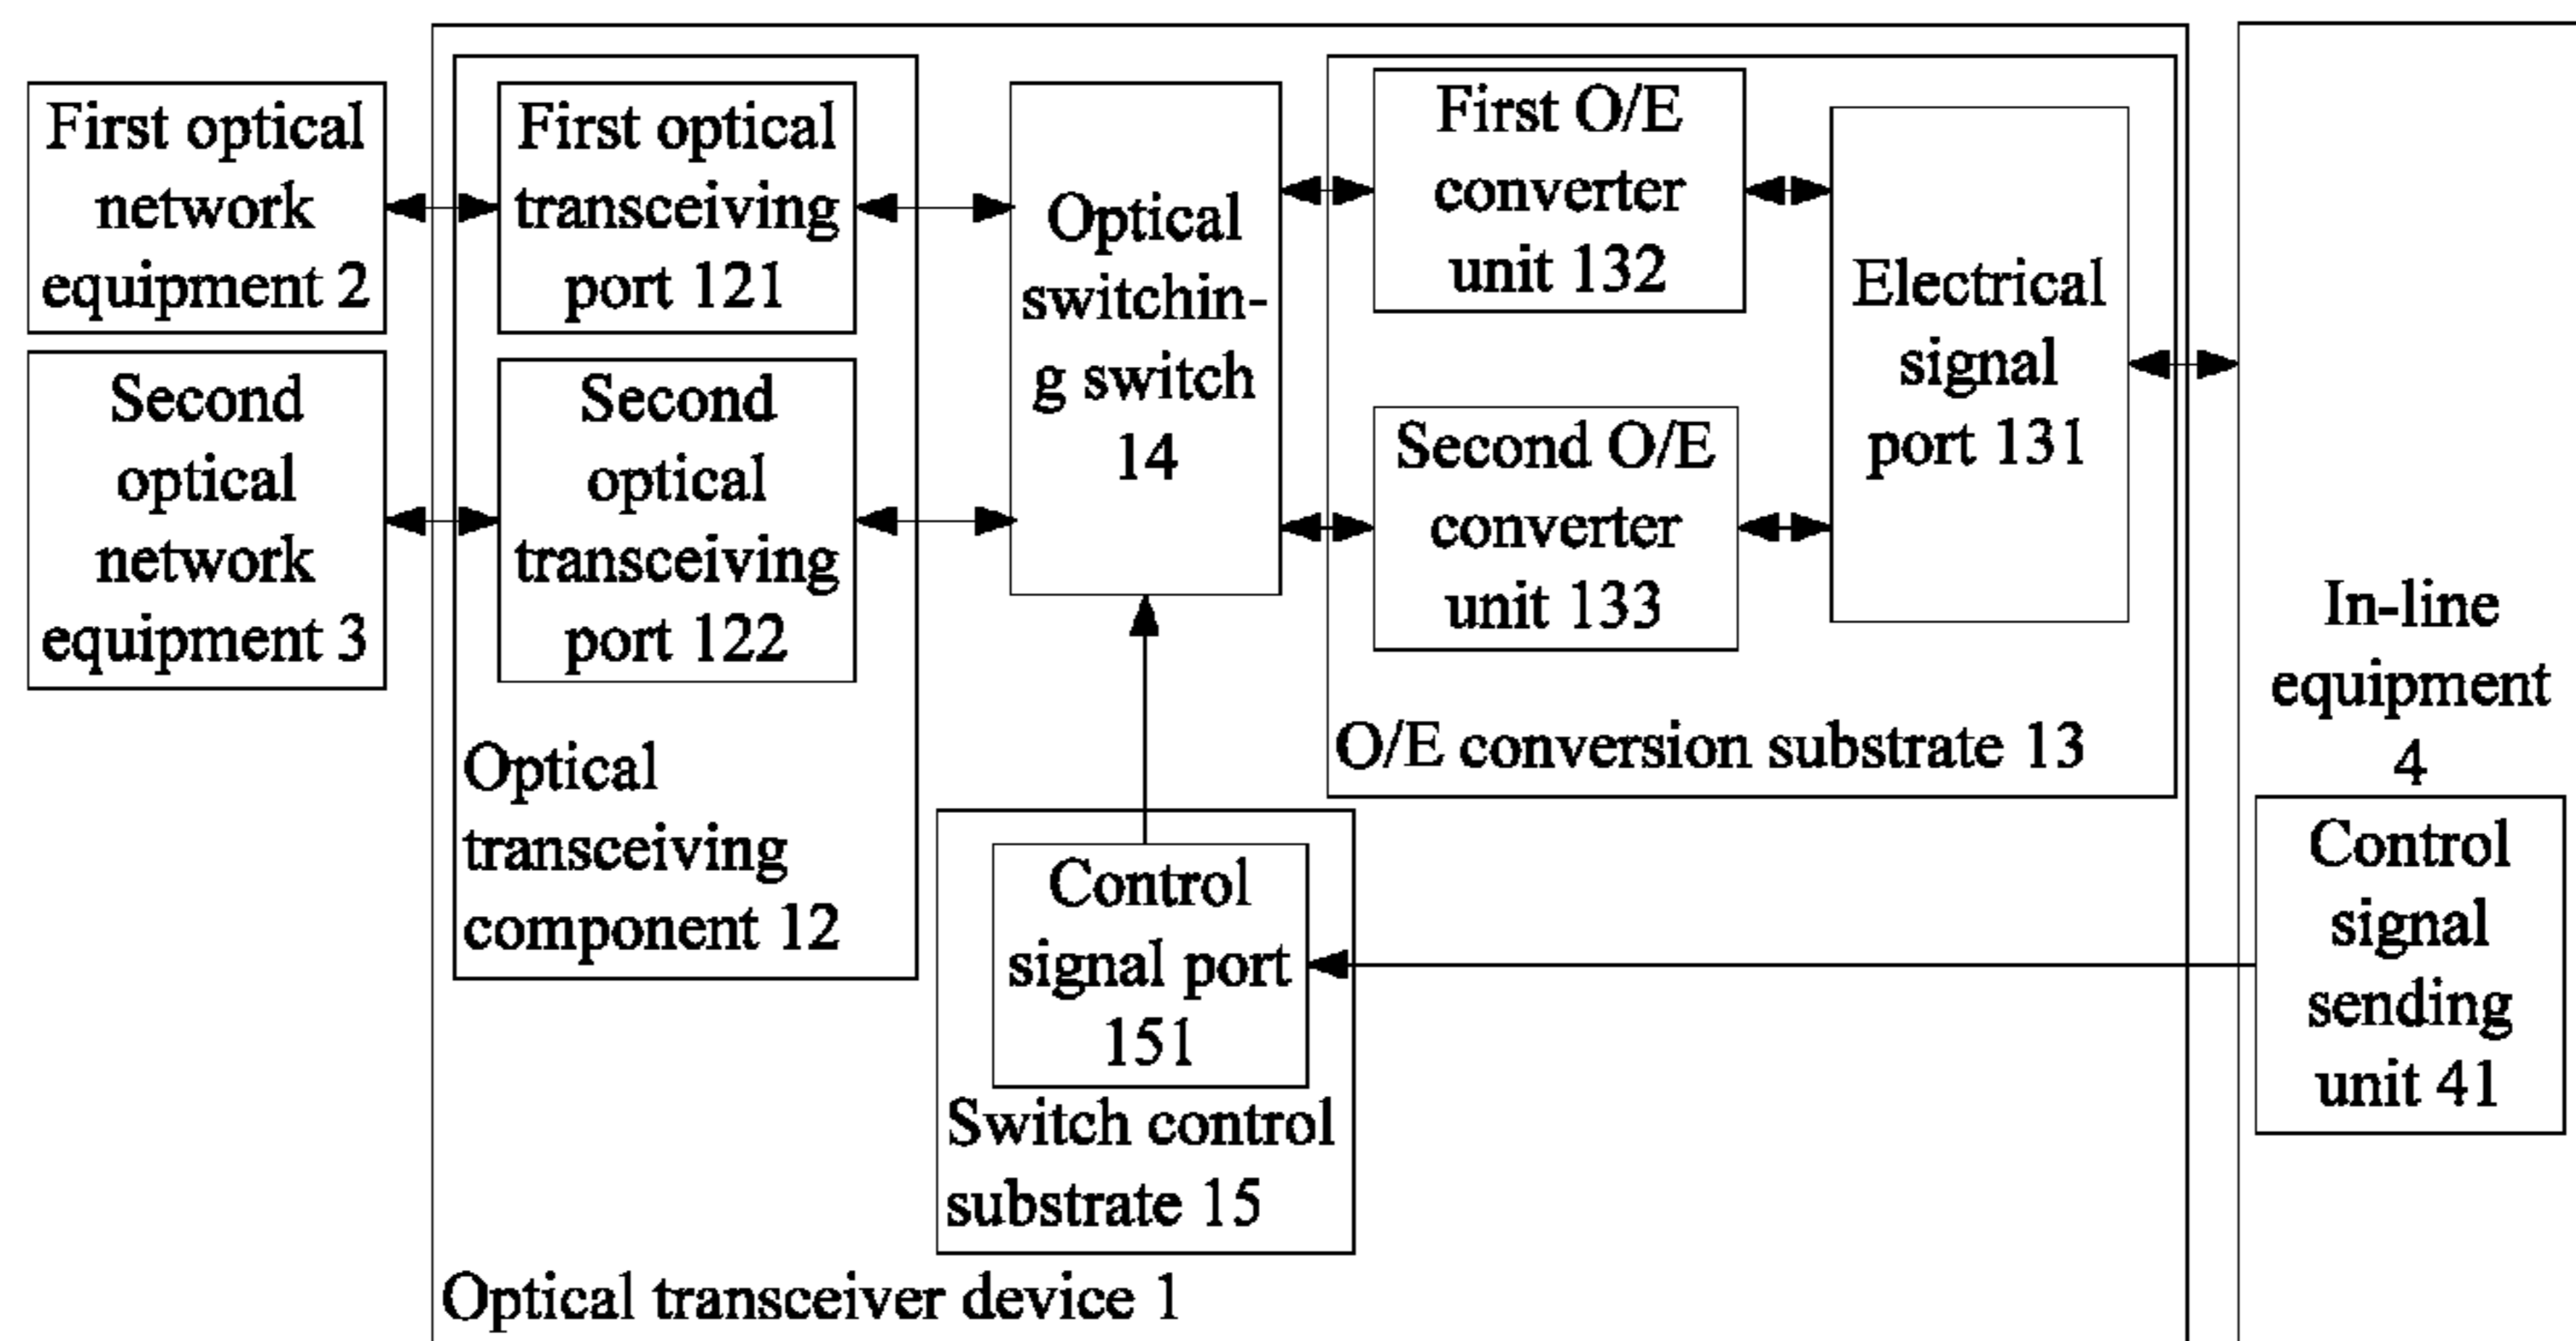 First optical
network
equipment 2
Second
optical
network
equipment 3
First optical
transceiving
port 121
Second
optical
transceiving
port 122
Optical
transceiving
component 12
Optical
switchin-
g switch
14
First O/E
converter
unit 132
Second O/E
converter
unit 133
Electrical
signal
port 131
O/E conversion substrate 13
Control
signal port
151
Switch control
substrate 15
Optical transceiver device 1
In-line
equipment
4
Control
signal
sending
unit 41